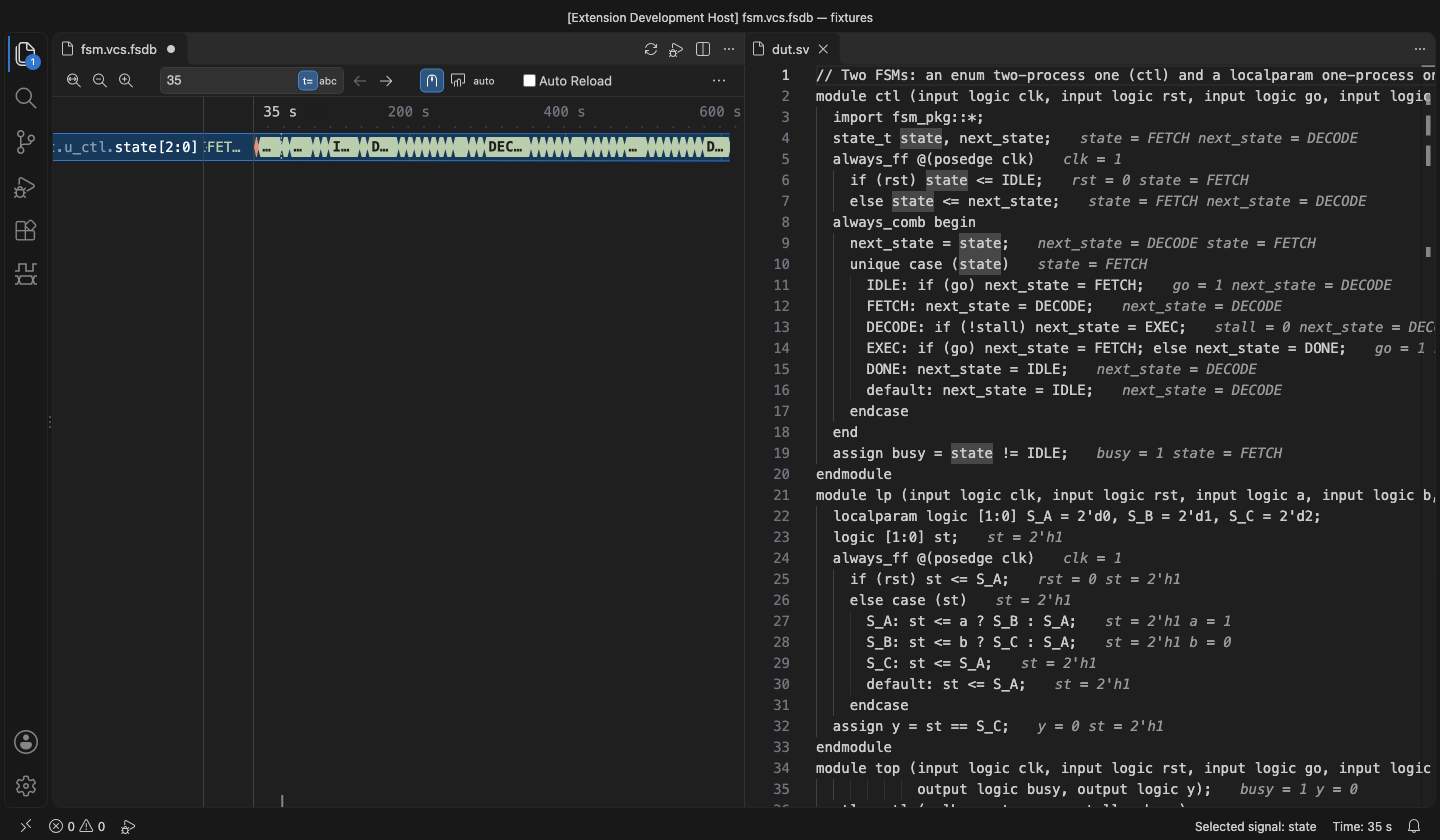 [Extension Development Host] fsm.vcs.fsdb — fixtures
1
fsm.vcs.fsdb
35
t=
abc
auto
Auto Reload
35 s
200 s
400 s
600 s
:.u_ctl.state[2:0]
FET…
…
…
I…
D…
DEC…
…
D…
dut.sv
1 // Two FSMs: an enum two-process one (ctl) and a localparam one-process
2 module ctl (input logic clk, input logic rst, input logic go, input logic
3 import fsm_pkg::*;
4 state_t state, next_state; state = FETCH next_state = DECODE
5 always_ff @(posedge clk) clk = 1
6 if (rst) state <= IDLE; rst = 0 state = FETCH
7 else state <= next_state; state = FETCH next_state = DECODE
8 always_comb begin
9 next_state = state; next_state = DECODE state = FETCH
10 unique case (state) state = FETCH
11 IDLE: if (go) next_state = FETCH; go = 1 next_state = DECODE
12 FETCH: next_state = DECODE; next_state = DECODE
13 DECODE: if (!stall) next_state = EXEC; stall = 0 next_state = DEC
14 EXEC: if (go) next_state = FETCH; else next_state = DONE; go = 1
15 DONE: next_state = IDLE; next_state = DECODE
16 default: next_state = IDLE; next_state = DECODE
17 endcase
18 end
19 assign busy = state != IDLE; busy = 1 state = FETCH
20 endmodule
21 module lp (input logic clk, input logic rst, input logic a, input logic b,
22 localparam logic [1:0] S_A = 2'd0, S_B = 2'd1, S_C = 2'd2;
23 logic [1:0] st; st = 2'h1
24 always_ff @(posedge clk) clk = 1
25 if (rst) st <= S_A; rst = 0 st = 2'h1
26 else case (st) st = 2'h1
27 S_A: st <= a ? S_B : S_A; st = 2'h1 a = 1
28 S_B: st <= b ? S_C : S_A; st = 2'h1 b = 0
29 S_C: st <= S_A; st = 2'h1
30 default: st <= S_A; st = 2'h1
31 endcase
32 assign y = st == S_C; y = 0 st = 2'h1
33 endmodule
34 module top (input logic clk, input logic rst, input logic go, input logic
35 output logic busy, output logic y); busy = 1 y = 0
0 0
Selected signal: state
Time: 35 s